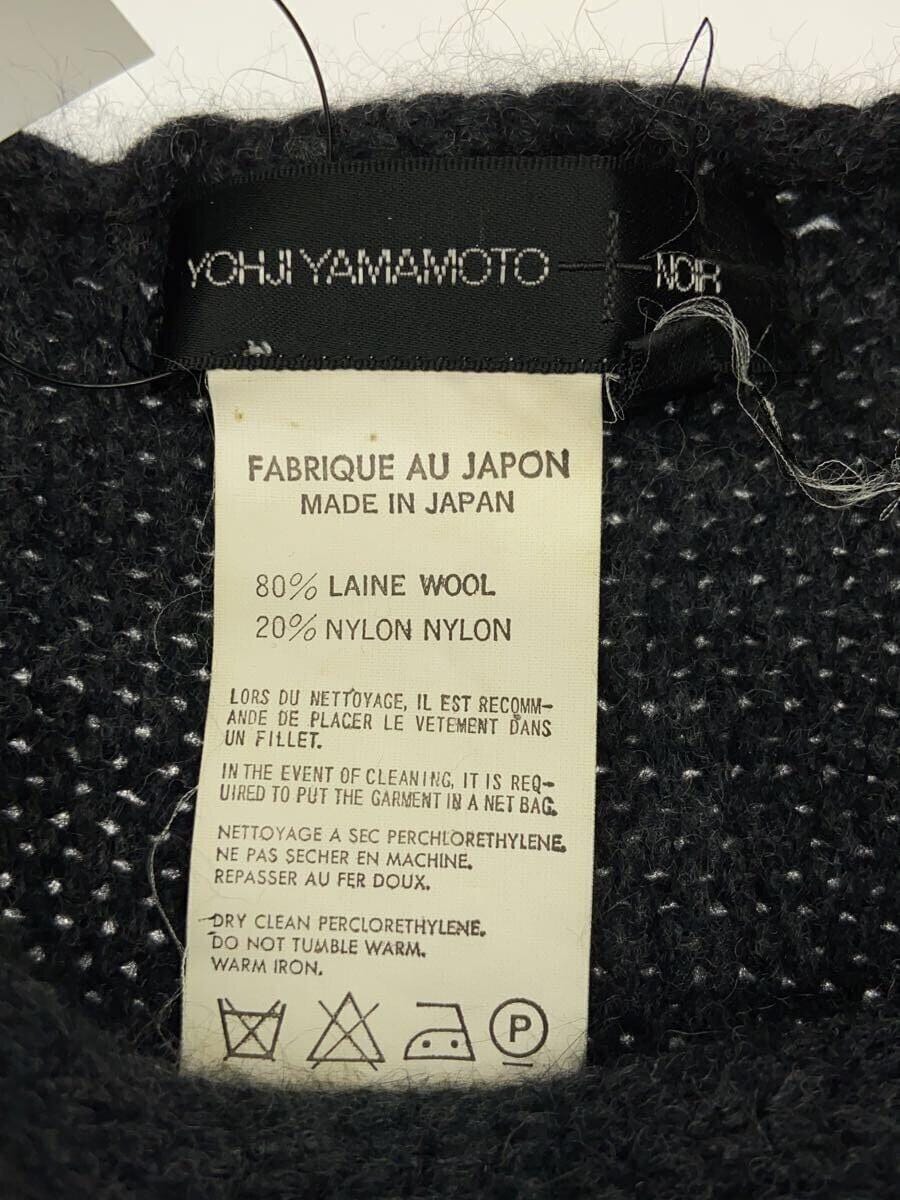 YOHJI YAMAMOTO — NOIR
FABRIQUE AU JAPON
MADE IN JAPAN
80% LAINE WOOL
20% NYLON NYLON
LORS DU NETTOYAGE, IL EST RECOMM-
ANDE DE PLACER LE VETEMENT DANS
UN FILLET.
IN THE EVENT OF CLEANING, IT IS REQ-
UIRED TO PUT THE GARMENT IN A NET BAG.
NETTOYAGE A SEC PERCHLORETHYLENE.
NE PAS SECHER EN MACHINE.
REPASSER AU FER DOUX.
DRY CLEAN PERCLORETHYLENE.
DO NOT TUMBLE WARM.
WARM IRON.
P